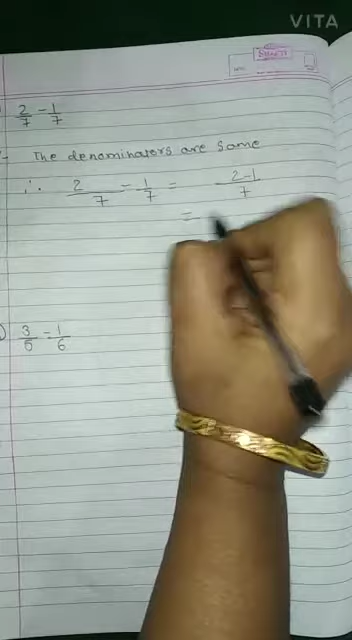 VITA
2/7 - 1/7
The denominators are same
∴ 2/7 - 1/7 = 2-1/7
=
3/6 - 1/6